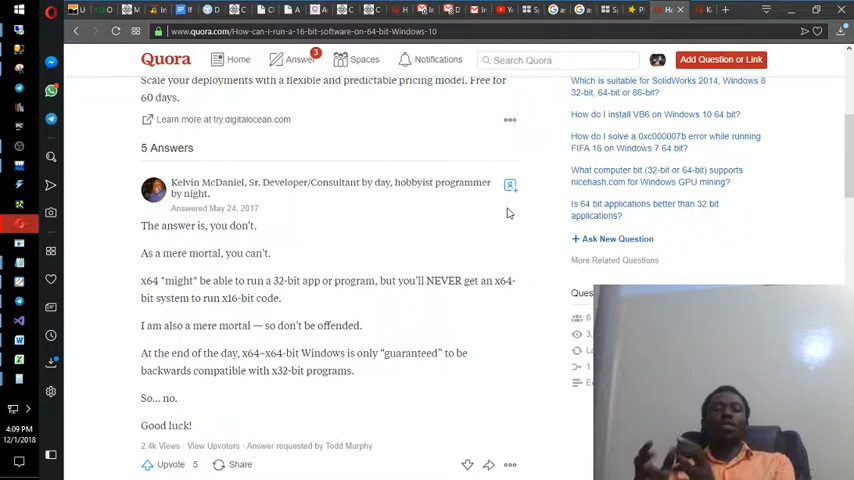 www.quora.com/How-can-I-run-a-16-bit-software-on-64-bit-Windows-10
Quora
Home
Answer
3
Spaces
Notifications
Search Quora
Add Question or Link
Scale your deployments with a flexible and predictable pricing model. Free for
60 days.
Learn more at try.digitalocean.com
5 Answers
Kelvin McDaniel, Sr. Developer/Consultant by day, hobbyist programmer
by night.
Answered May 24, 2017
The answer is, you don't.
As a mere mortal, you can't.
x64 *might* be able to run a 32-bit app or program, but you'll NEVER get an x64-
bit system to run x16-bit code.
I am also a mere mortal — so don't be offended.
At the end of the day, x64–x64-bit Windows is only “guaranteed” to be
backwards compatible with x32-bit programs.
So... no.
Good luck!
2.4k Views · View Upvoters · Answer requested by Todd Murphy
Upvote 5
Share
Which is suitable for SolidWorks 2014, Windows 8
32-bit, 64-bit or 86-bit?
How do I install VB6 on Windows 10 64 bit?
How do I solve a 0xc000007b error while running
FIFA 16 on Windows 7 64 bit?
What computer bit (32-bit or 64-bit) supports
nicehash.com for Windows GPU mining?
Is 64 bit applications better than 32 bit
applications?
+ Ask New Question
More Related Questions
Ques
6
3,
1
4:09 PM
12/1/2018